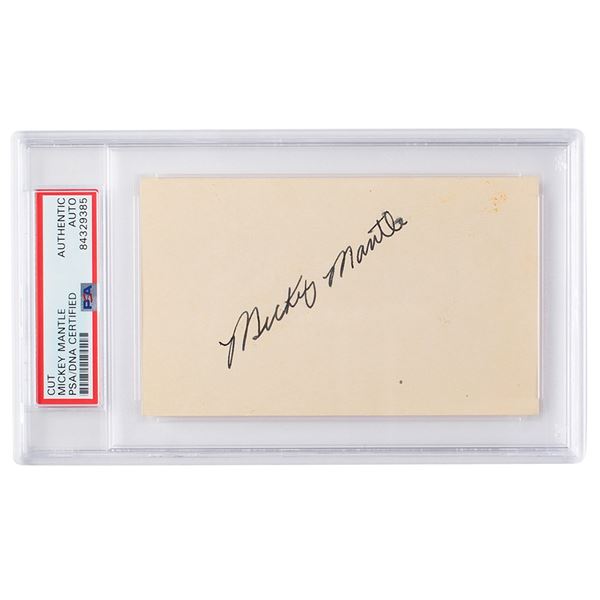 CUT
MICKEY MANTLE
PSA/DNA CERTIFIED
AUTHENTIC
AUTO
84329385
PSA
Mickey Mantle